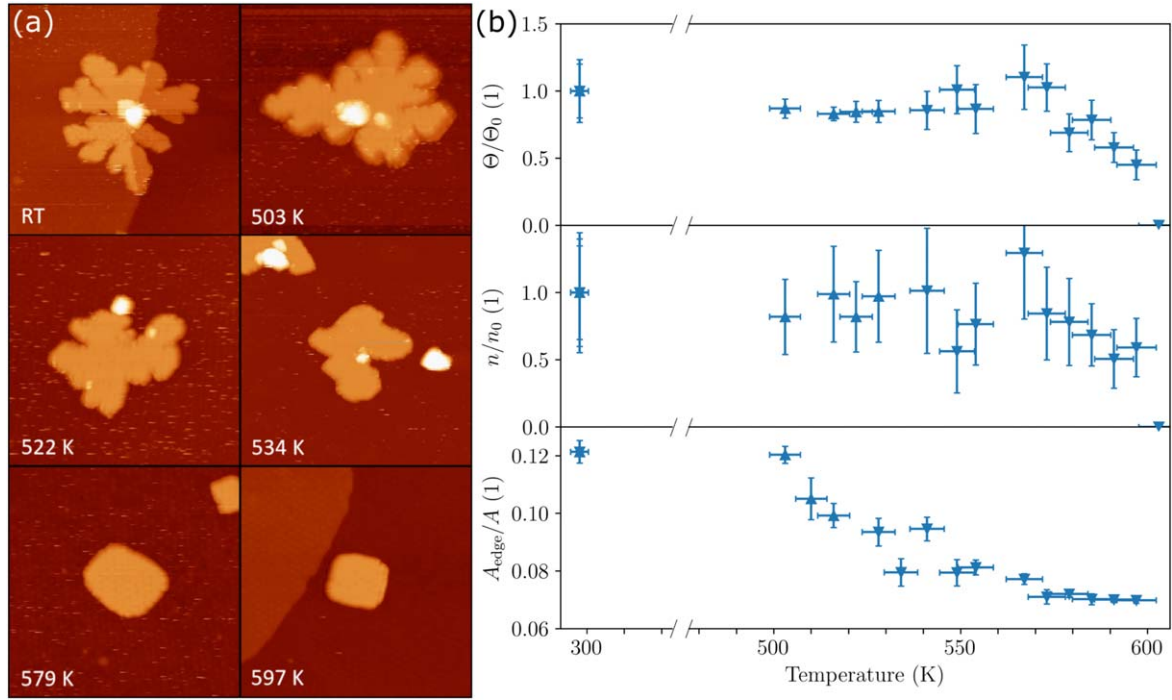 (a)
RT
503 K
522 K
534 K
579 K
597 K
(b)
1.5
1.0
0.5
0.0
Θ/Θ₀ (1)
1.0
0.5
0.0
n/n₀ (1)
0.12
0.10
0.08
0.06
A_edge/A (1)
300
500
550
600
Temperature (K)